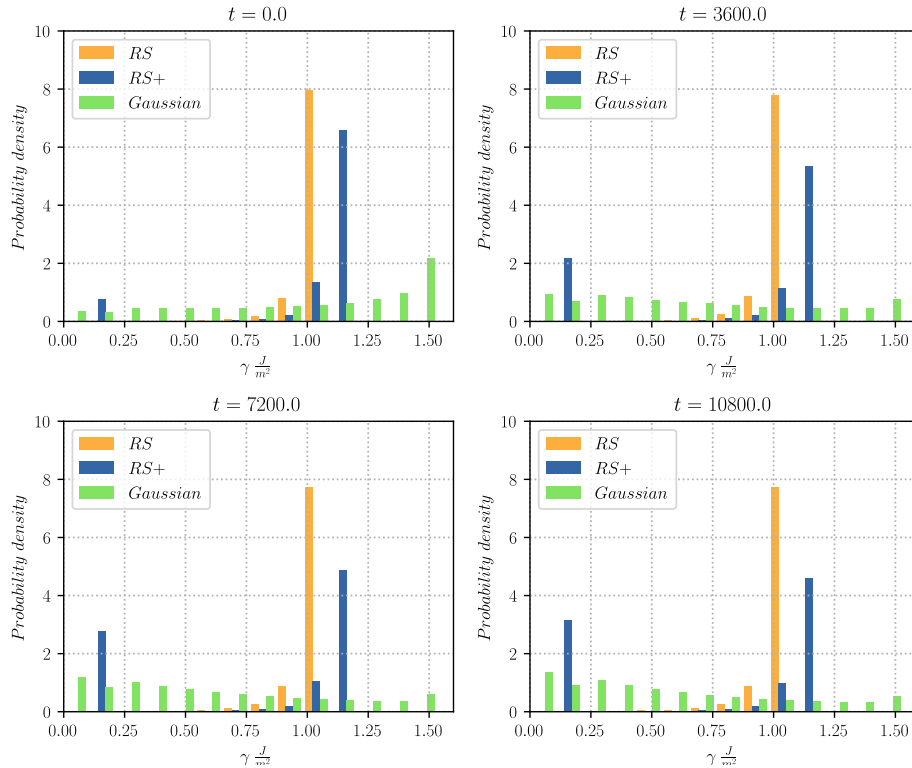 t = 0.0
Probability density
10
8
6
4
2
0
RS
RS+
Gaussian
0.00 0.25 0.50 0.75 1.00 1.25 1.50
γ J/m²
t = 3600.0
Probability density
10
8
6
4
2
0
RS
RS+
Gaussian
0.00 0.25 0.50 0.75 1.00 1.25 1.50
γ J/m²
t = 7200.0
Probability density
10
8
6
4
2
0
RS
RS+
Gaussian
0.00 0.25 0.50 0.75 1.00 1.25 1.50
γ J/m²
t = 10800.0
Probability density
10
8
6
4
2
0
RS
RS+
Gaussian
0.00 0.25 0.50 0.75 1.00 1.25 1.50
γ J/m²